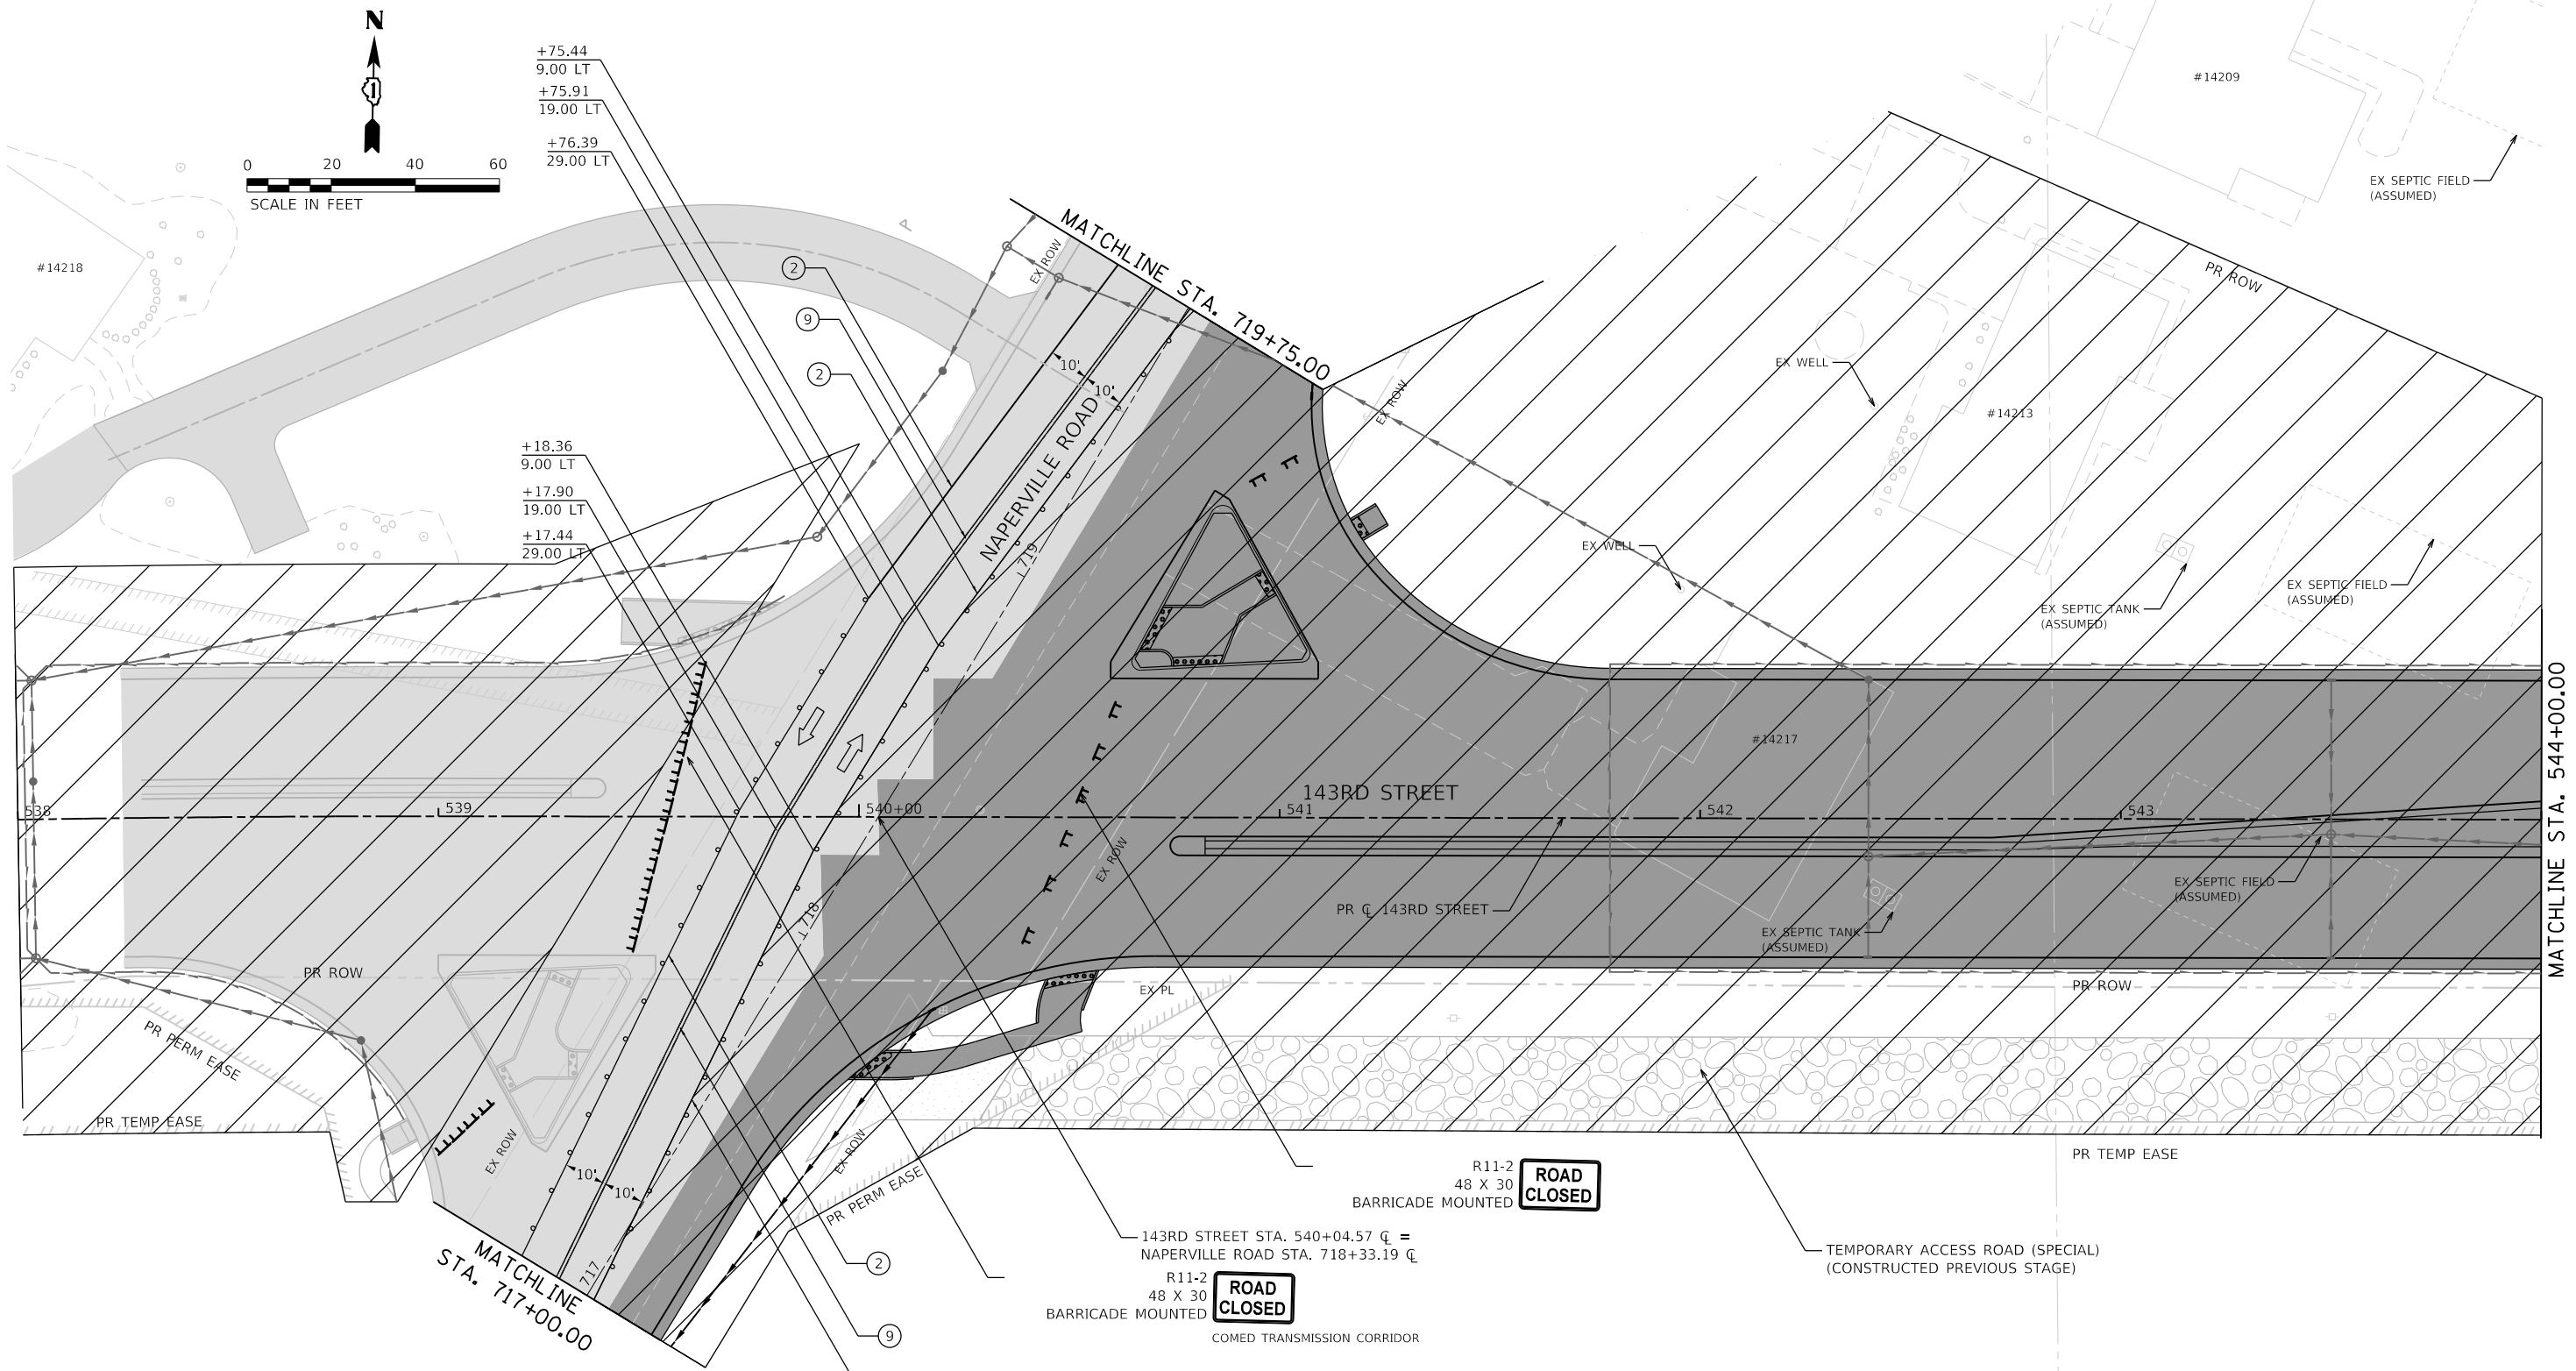 N
0 20 40 60
SCALE IN FEET
+75.44
9.00 LT
+75.91
19.00 LT
+76.39
29.00 LT
#14209
EX SEPTIC FIELD
(ASSUMED)
#14218
A
EX ROW
MATCHLINE STA. 719+75.00
PR ROW
2
9
2
10'
10'
EX ROW
EX WELL
#14213
NAPERVILLE ROAD
+18.36
9.00 LT
+17.90
19.00 LT
+17.44
29.00 LT
719
EX WELL
EX SEPTIC TANK
(ASSUMED)
EX SEPTIC FIELD
(ASSUMED)
#14217
143RD STREET
538
539
540+00
541
542
543
MATCHLINE STA. 544+00.00
EX ROW
718
PR ℄ 143RD STREET
EX SEPTIC FIELD
(ASSUMED)
EX SEPTIC TANK
(ASSUMED)
PR ROW
EX PL
PR ROW
PR PERM EASE
PR TEMP EASE
EX ROW
EX ROW
PR PERM EASE
10'
10'
717
MATCHLINE
STA. 717+00.00
R11-2
48 X 30
BARRICADE MOUNTED
ROAD
CLOSED
PR TEMP EASE
143RD STREET STA. 540+04.57 ℄ =
NAPERVILLE ROAD STA. 718+33.19 ℄
2
TEMPORARY ACCESS ROAD (SPECIAL)
(CONSTRUCTED PREVIOUS STAGE)
R11-2
48 X 30
BARRICADE MOUNTED
ROAD
CLOSED
9
COMED TRANSMISSION CORRIDOR